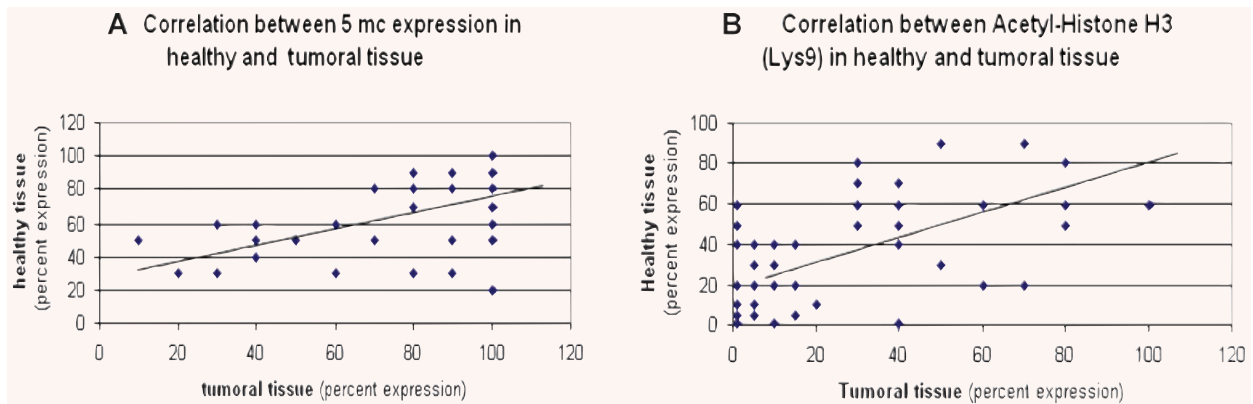 A Correlation between 5 mc expression in
healthy and tumoral tissue
healthy tissue
(percent expression)
120
100
80
60
40
20
0
0 20 40 60 80 100 120
tumoral tissue (percent expression)
B Correlation between Acetyl-Histone H3
(Lys9) in healthy and tumoral tissue
Healthy tissue
(percent expression)
100
80
60
40
20
0
0 20 40 60 80 100 120
Tumoral tissue (percent expression)